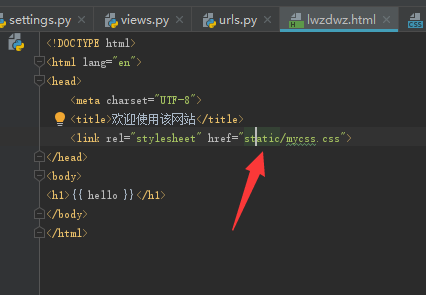 settings.py × views.py × urls.py × lwzdwz.html ×
<!DOCTYPE html>
<html lang="en">
<head>
<meta charset="UTF-8">
<title>欢迎使用该网站</title>
<link rel="stylesheet" href="static/mycss.css">
</head>
<body>
<h1>{{ hello }}</h1>
</body>
</html>